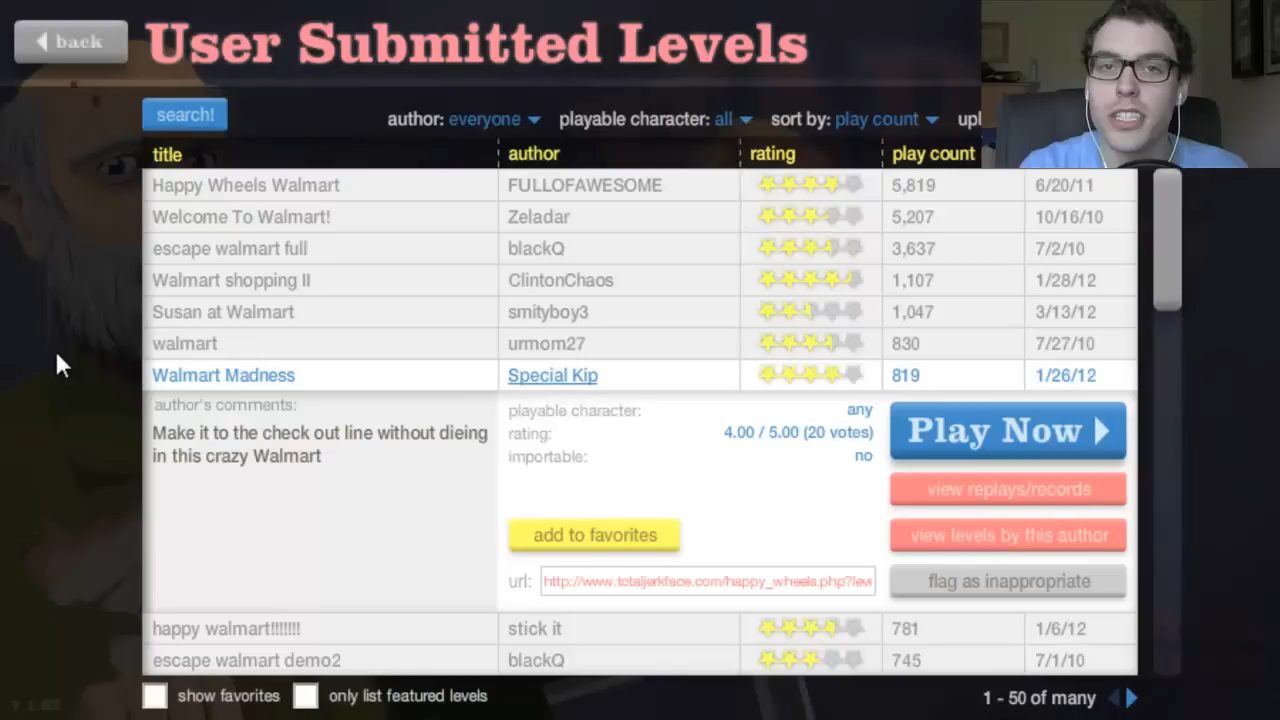 back
User Submitted Levels
search!
author: everyone playable character: all sort by: play count upl
title author rating play count
Happy Wheels Walmart FULLOFAWESOME 5,819 6/20/11
Welcome To Walmart! Zeladar 5,207 10/16/10
escape walmart full blackQ 3,637 7/2/10
Walmart shopping II ClintonChaos 1,107 1/28/12
Susan at Walmart smityboy3 1,047 3/13/12
walmart urmom27 830 7/27/10
Walmart Madness Special Kip 819 1/26/12
author's comments:
Make it to the check out line without dieing
in this crazy Walmart
playable character: any
rating: 4.00 / 5.00 (20 votes)
importable: no
Play Now
view replays/records
add to favorites
view levels by this author
url: http://www.totaljerkface.com/happy_wheels.php?leve
flag as inappropriate
happy walmart!!!!!!! stick it 781 1/6/12
escape walmart demo2 blackQ 745 7/1/10
show favorites only list featured levels
1 - 50 of many